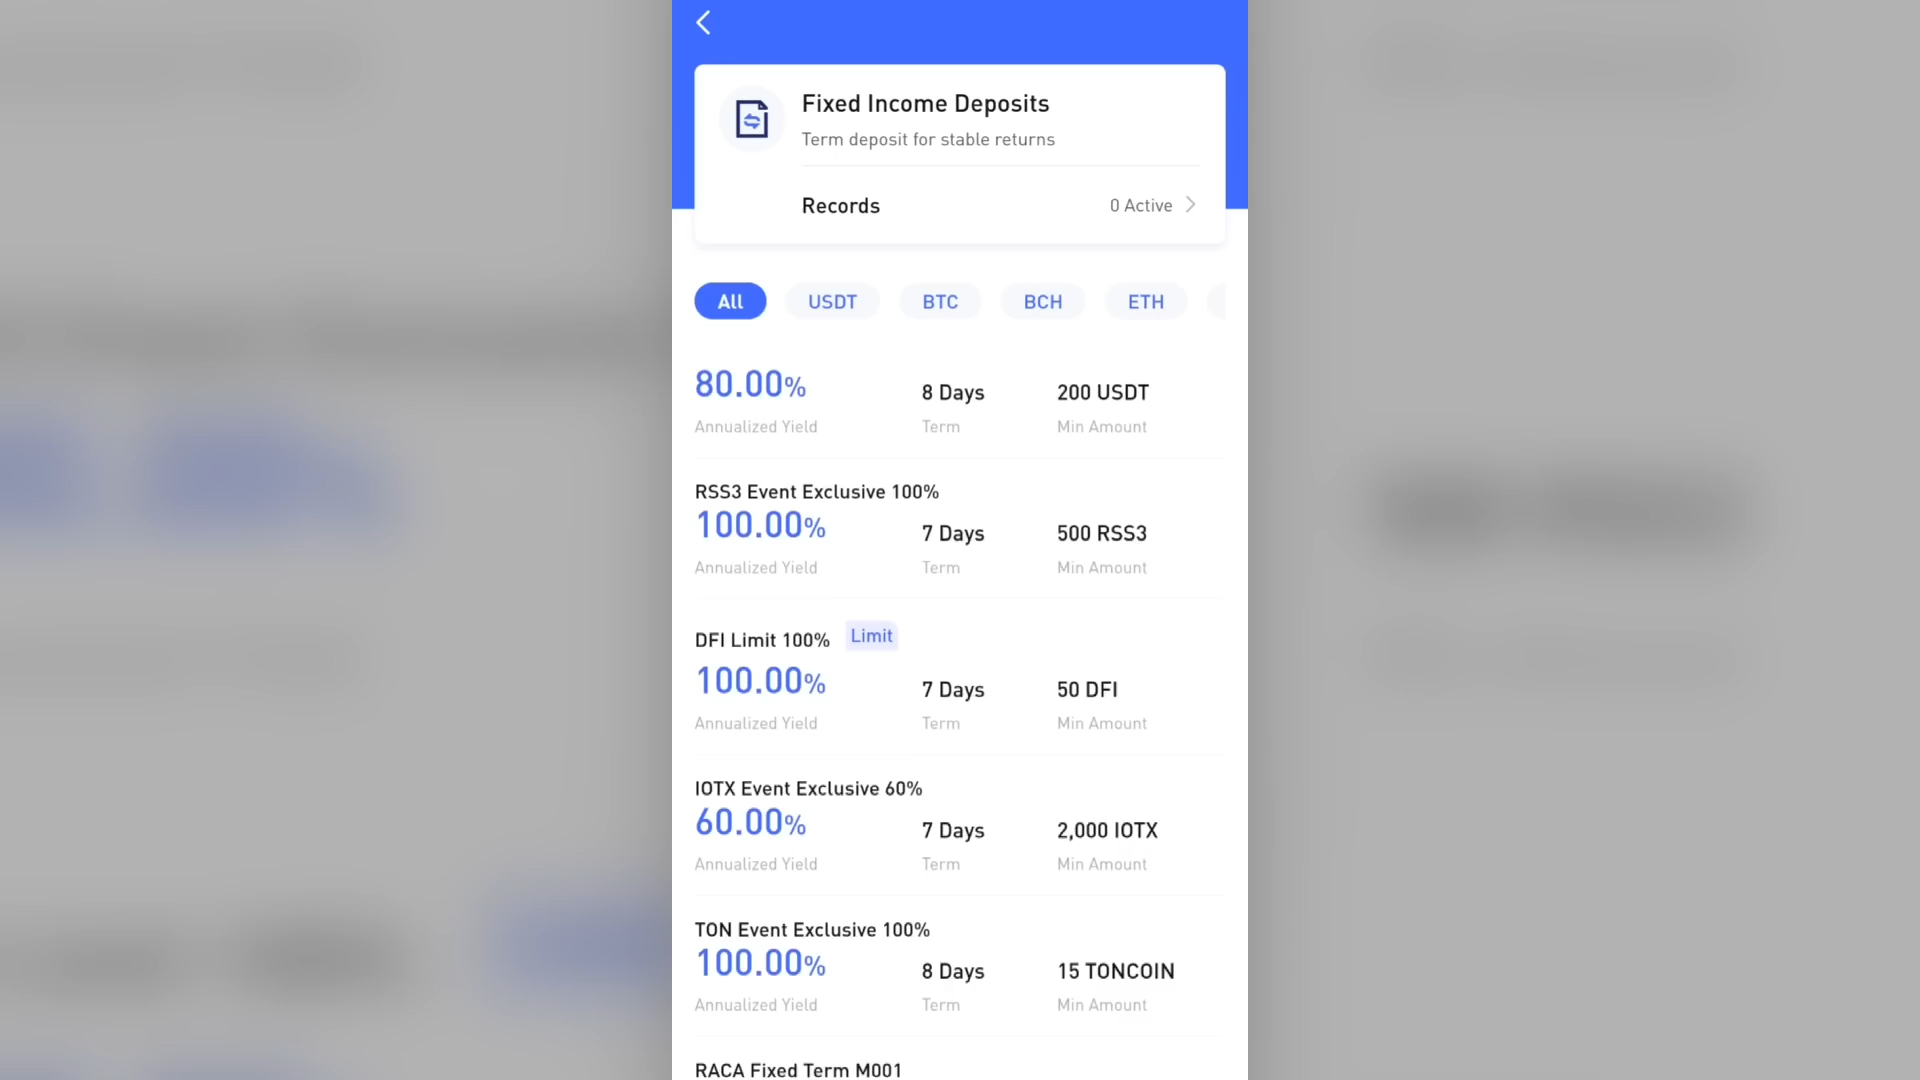 Fixed Income Deposits
Term deposit for stable returns
Records 0 Active
All USDT BTC BCH ETH
80.00% 8 Days 200 USDT
Annualized Yield Term Min Amount
RSS3 Event Exclusive 100%
100.00% 7 Days 500 RSS3
Annualized Yield Term Min Amount
DFI Limit 100% Limit
100.00% 7 Days 50 DFI
Annualized Yield Term Min Amount
IOTX Event Exclusive 60%
60.00% 7 Days 2,000 IOTX
Annualized Yield Term Min Amount
TON Event Exclusive 100%
100.00% 8 Days 15 TONCOIN
Annualized Yield Term Min Amount
RACA Fixed Term M001